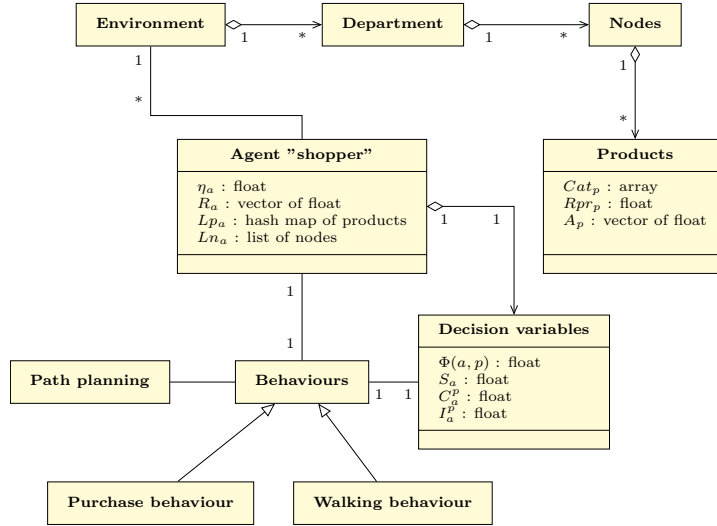 Environment
1
*
Department
1
*
Nodes
1
*
1
*
Agent "shopper"
η_a : float
R_a : vector of float
Lp_a : hash map of products
Ln_a : list of nodes
Products
Cat_p : array
Rpr_p : float
A_p : vector of float
1
1
1
1
Decision variables
Φ(a, p) : float
S_a : float
C_a^p : float
I_a^p : float
Path planning
Behaviours
1
1
Purchase behaviour
Walking behaviour